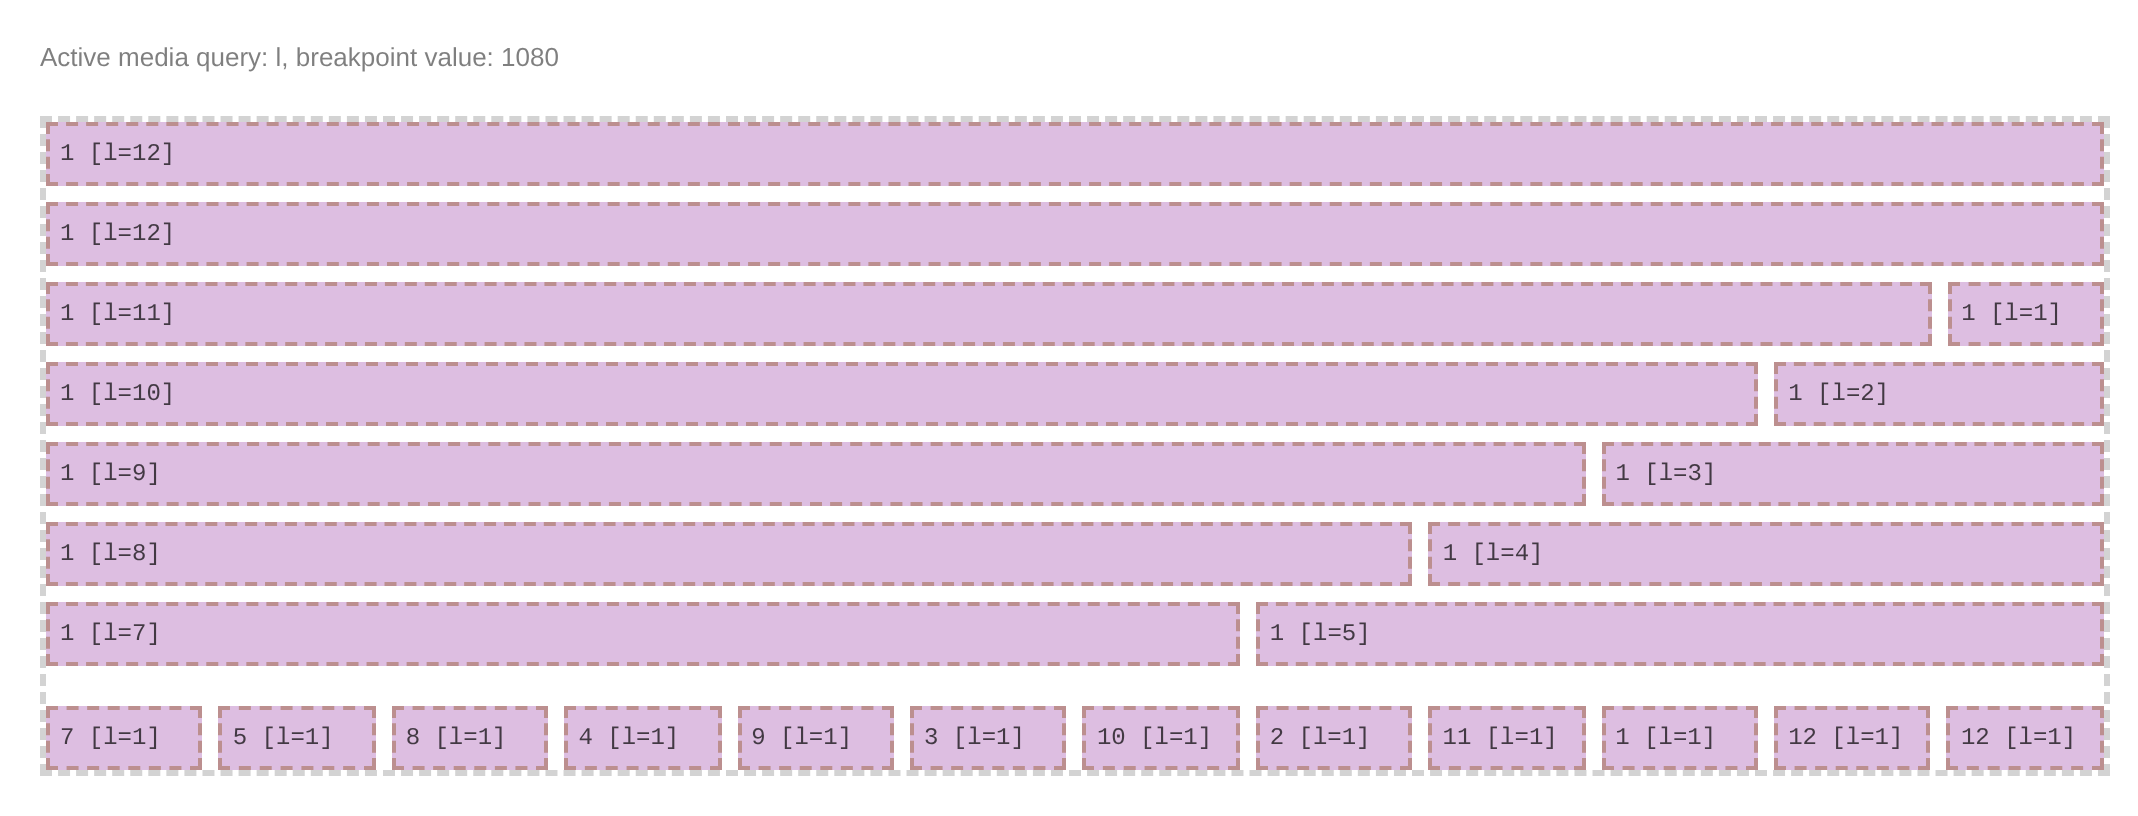 Active media query: l, breakpoint value: 1080
1 [l=12]
1 [l=12]
1 [l=11] 1 [l=1]
1 [l=10] 1 [l=2]
1 [l=9] 1 [l=3]
1 [l=8] 1 [l=4]
1 [l=7] 1 [l=5]
7 [l=1] 5 [l=1] 8 [l=1] 4 [l=1] 9 [l=1] 3 [l=1] 10 [l=1] 2 [l=1] 11 [l=1] 1 [l=1] 12 [l=1] 12 [l=1]